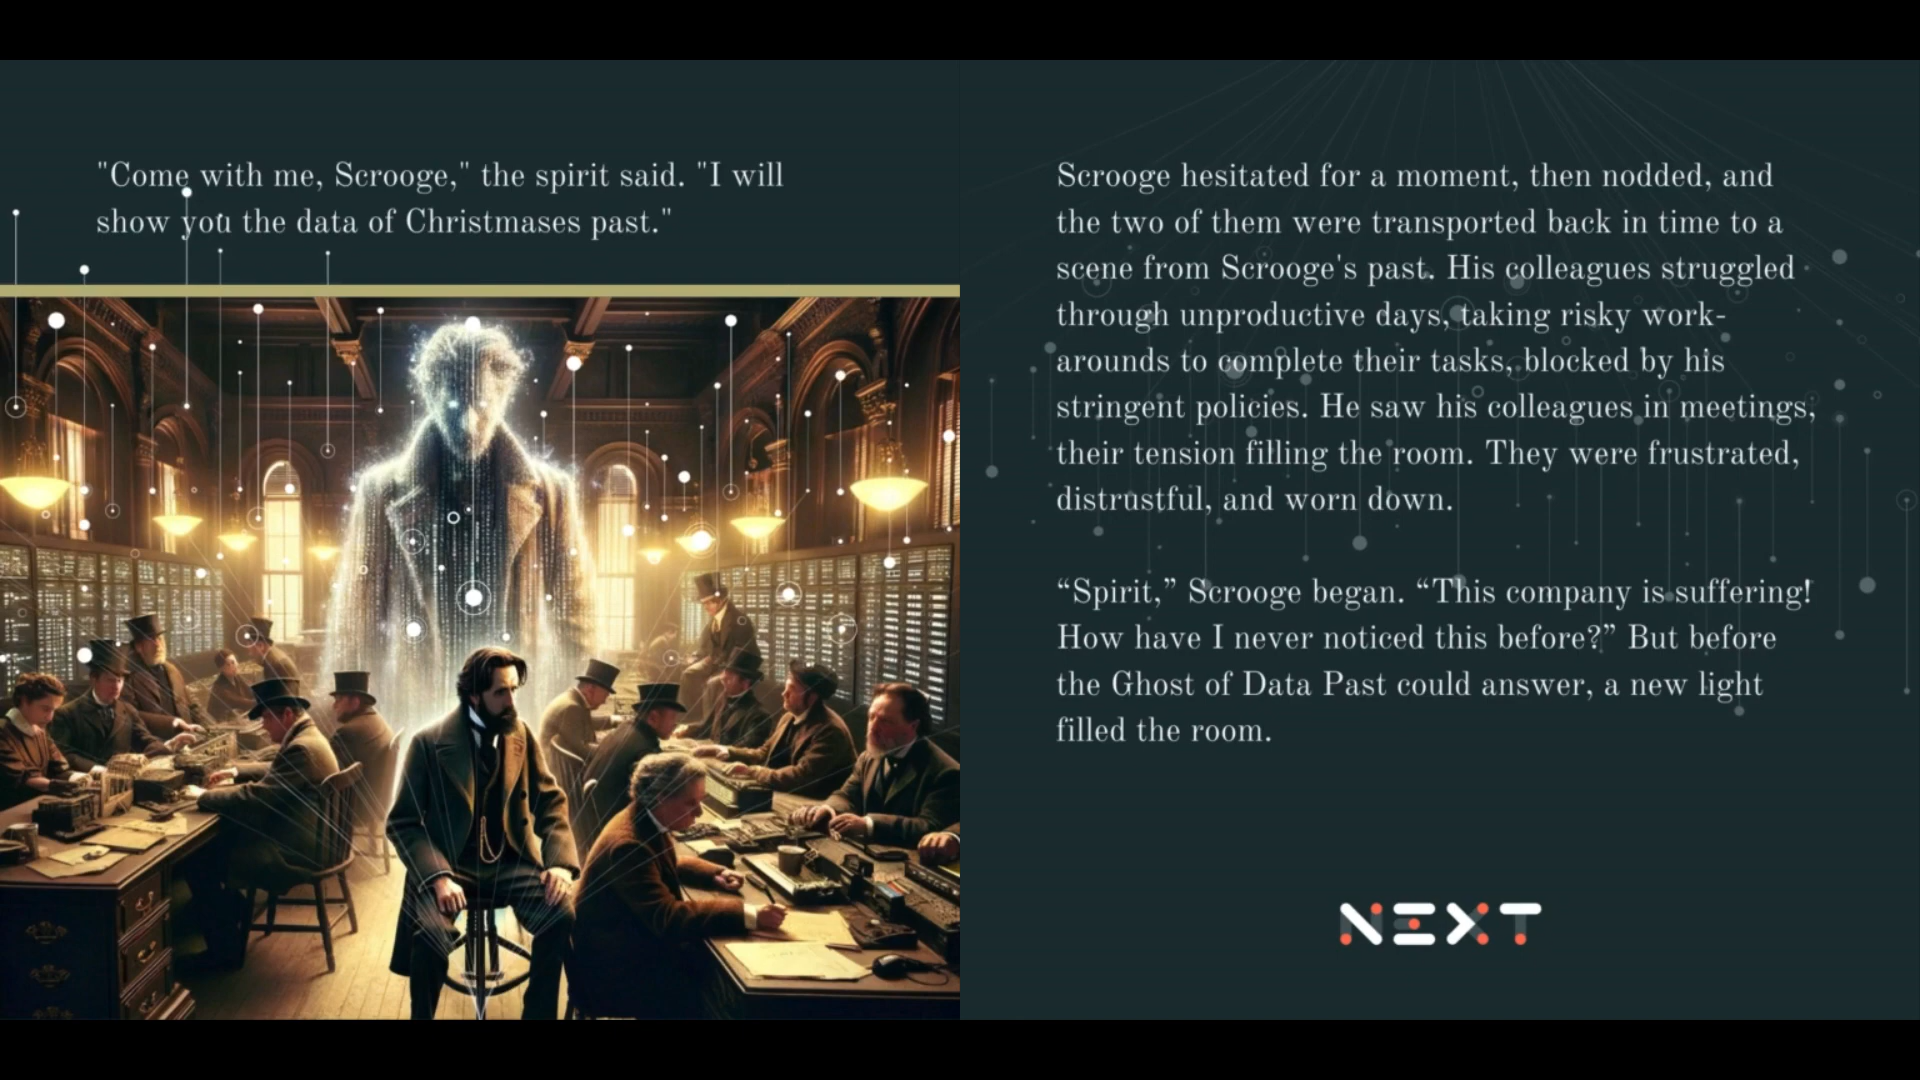 "Come with me, Scrooge," the spirit said. "I will
show you the data of Christmases past."
Scrooge hesitated for a moment, then nodded, and
the two of them were transported back in time to a
scene from Scrooge's past. His colleagues struggled
through unproductive days, taking risky work-
arounds to complete their tasks, blocked by his
stringent policies. He saw his colleagues in meetings,
their tension filling the room. They were frustrated,
distrustful, and worn down.
“Spirit,” Scrooge began. “This company is suffering!
How have I never noticed this before?” But before
the Ghost of Data Past could answer, a new light
filled the room.
NEXT